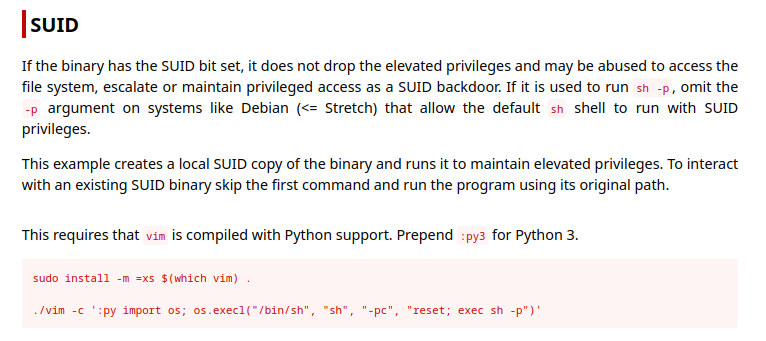 SUID
If the binary has the SUID bit set, it does not drop the elevated privileges and may be abused to access the
file system, escalate or maintain privileged access as a SUID backdoor. If it is used to run sh -p, omit the
-p argument on systems like Debian (<= Stretch) that allow the default sh shell to run with SUID
privileges.
This example creates a local SUID copy of the binary and runs it to maintain elevated privileges. To interact
with an existing SUID binary skip the first command and run the program using its original path.
This requires that vim is compiled with Python support. Prepend :py3 for Python 3.
sudo install -m =xs $(which vim) .
./vim -c ':py import os; os.execl("/bin/sh", "sh", "-pc", "reset; exec sh -p")'